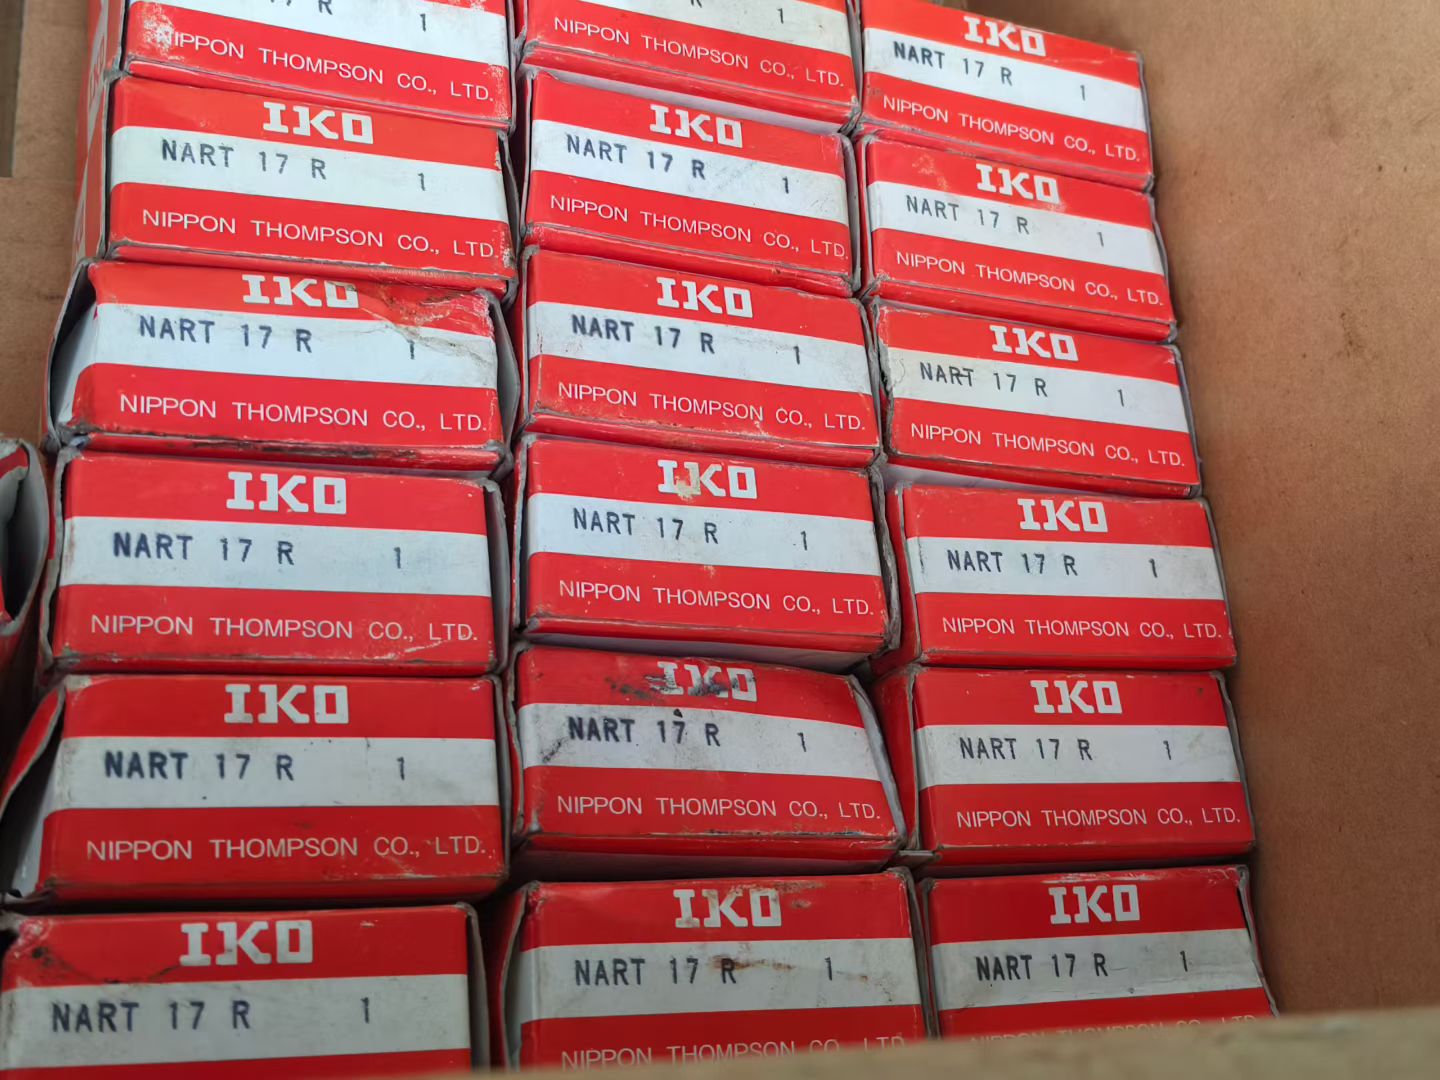 17 R 1
NIPPON THOMPSON CO., LTD.
IKO
NART 17 R 1
NIPPON THOMPSON CO., LTD.
IKO
NART 17 R 1
NIPPON THOMPSON CO., LTD.
IKO
NART 17 R 1
NIPPON THOMPSON CO., LTD.
IKO
NART 17 R 1
NIPPON THOMPSON CO., LTD.
IKO
NART 17 R 1
R 1
NIPPON THOMPSON CO., LTD.
IKO
NART 17 R 1
NIPPON THOMPSON CO., LTD.
IKO
NART 17 R 1
NIPPON THOMPSON CO., LTD.
IKO
NART 17 R 1
NIPPON THOMPSON CO., LTD.
IKO
NART 17 R 1
NIPPON THOMPSON CO., LTD.
IKO
NART 17 R 1
NIPPON THOMPSON CO., LTD.
IKO
NART 17 R 1
NIPPON THOMPSON CO., LTD.
IKO
NART 17 R 1
NIPPON THOMPSON CO., LTD.
IKO
NART 17 R 1
NIPPON THOMPSON CO., LTD.
IKO
NART 17 R 1
NIPPON THOMPSON CO., LTD.
IKO
NART 17 R 1
NIPPON THOMPSON CO., LTD.
IKO
NART 17 R 1